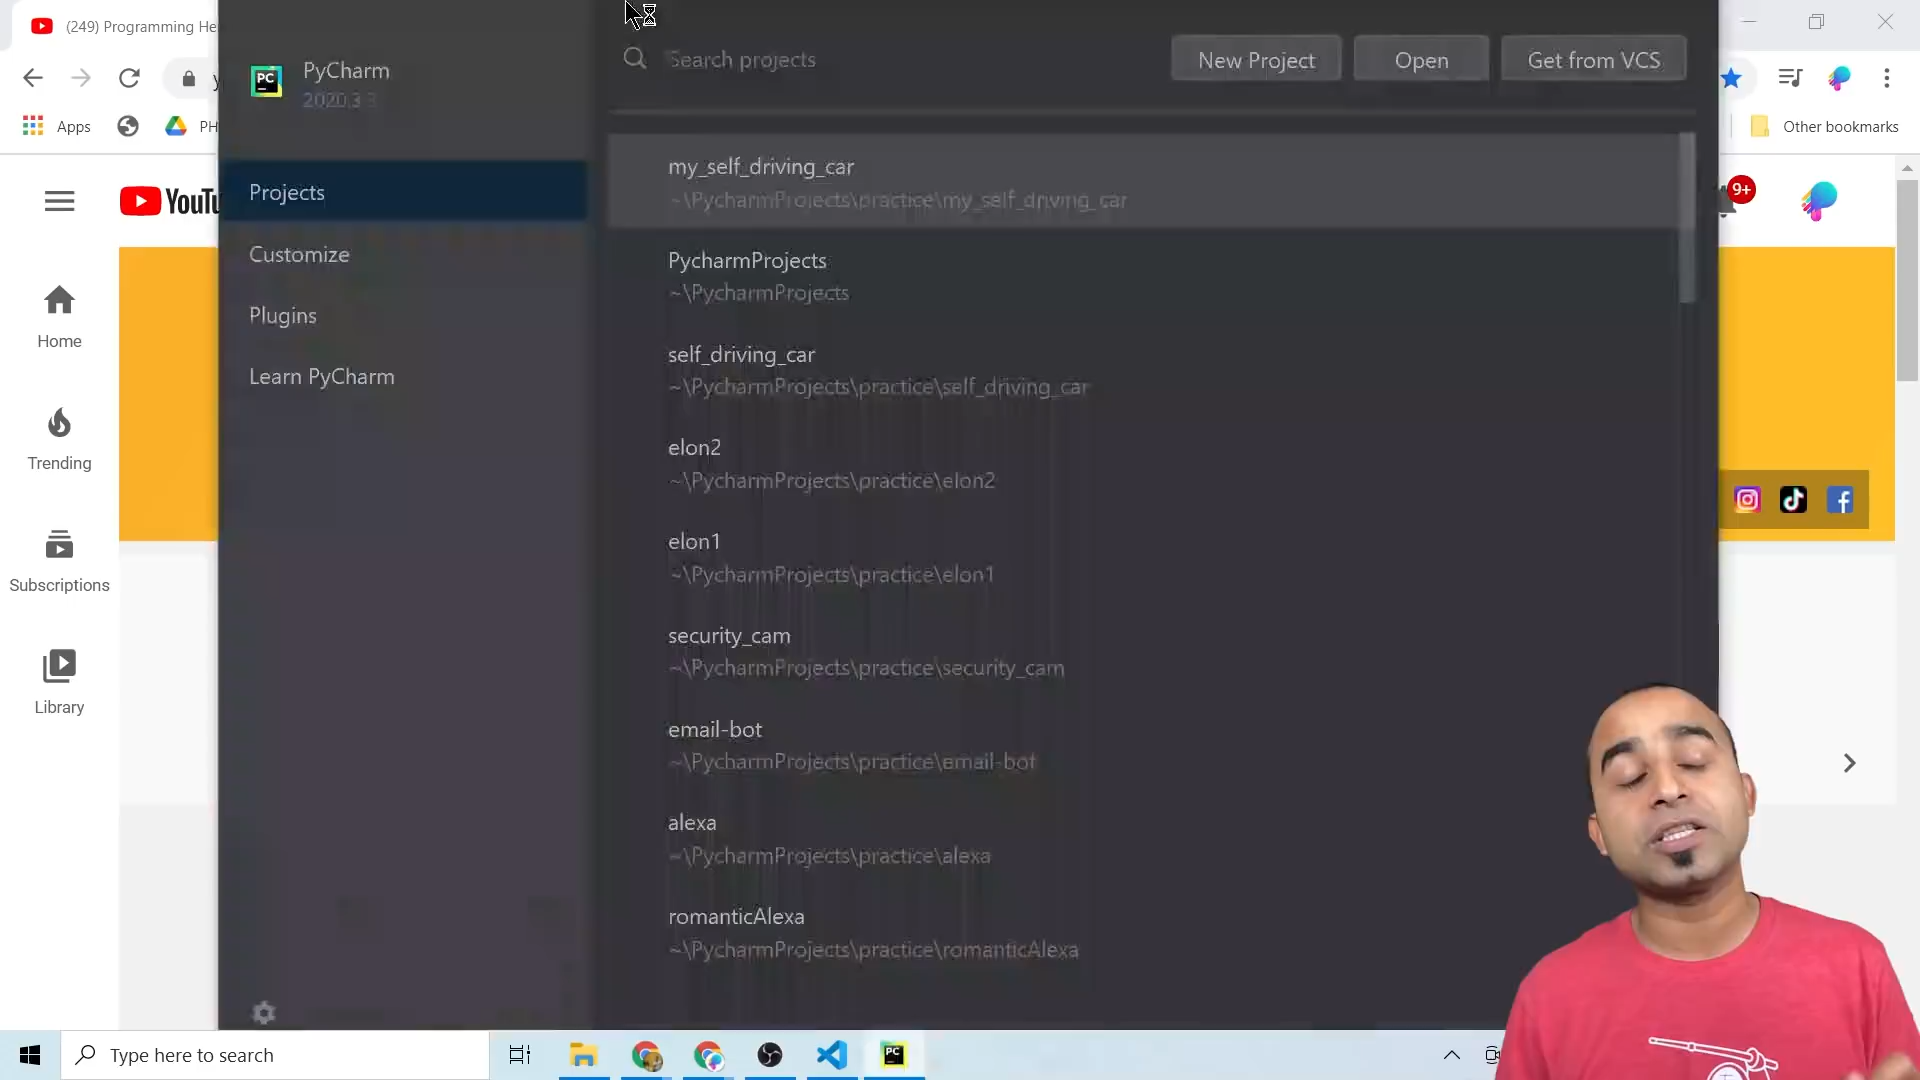 (249) Programming He
PyCharm
2020.3.3
Search projects
New Project
Open
Get from VCS
Apps
PH
Other bookmarks
YouTu
9+
Projects
Customize
Plugins
Learn PyCharm
my_self_driving_car
~\PycharmProjects\practice\my_self_driving_car
PycharmProjects
~\PycharmProjects
self_driving_car
~\PycharmProjects\practice\self_driving_car
elon2
~\PycharmProjects\practice\elon2
elon1
~\PycharmProjects\practice\elon1
security_cam
~\PycharmProjects\practice\security_cam
email-bot
~\PycharmProjects\practice\email-bot
alexa
~\PycharmProjects\practice\alexa
romanticAlexa
~\PycharmProjects\practice\romanticAlexa
Home
Trending
Subscriptions
Library
Type here to search
PC
PC